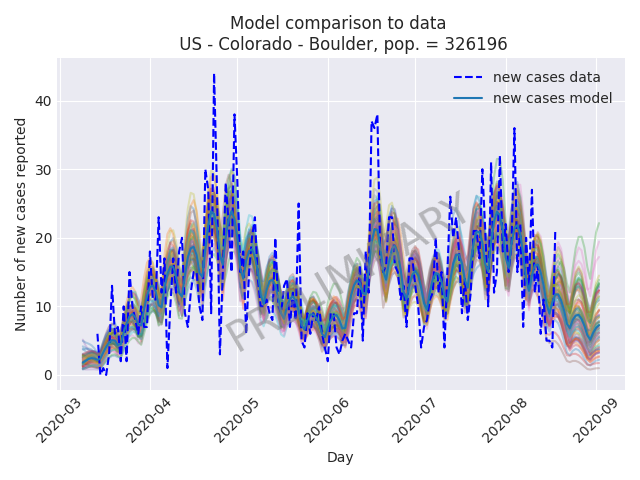 Model comparison to data
US - Colorado - Boulder, pop. = 326196
new cases data
new cases model
Number of new cases reported
40
30
20
10
0
PRELIMINARY
2020-03
2020-04
2020-05
2020-06
2020-07
2020-08
2020-09
Day